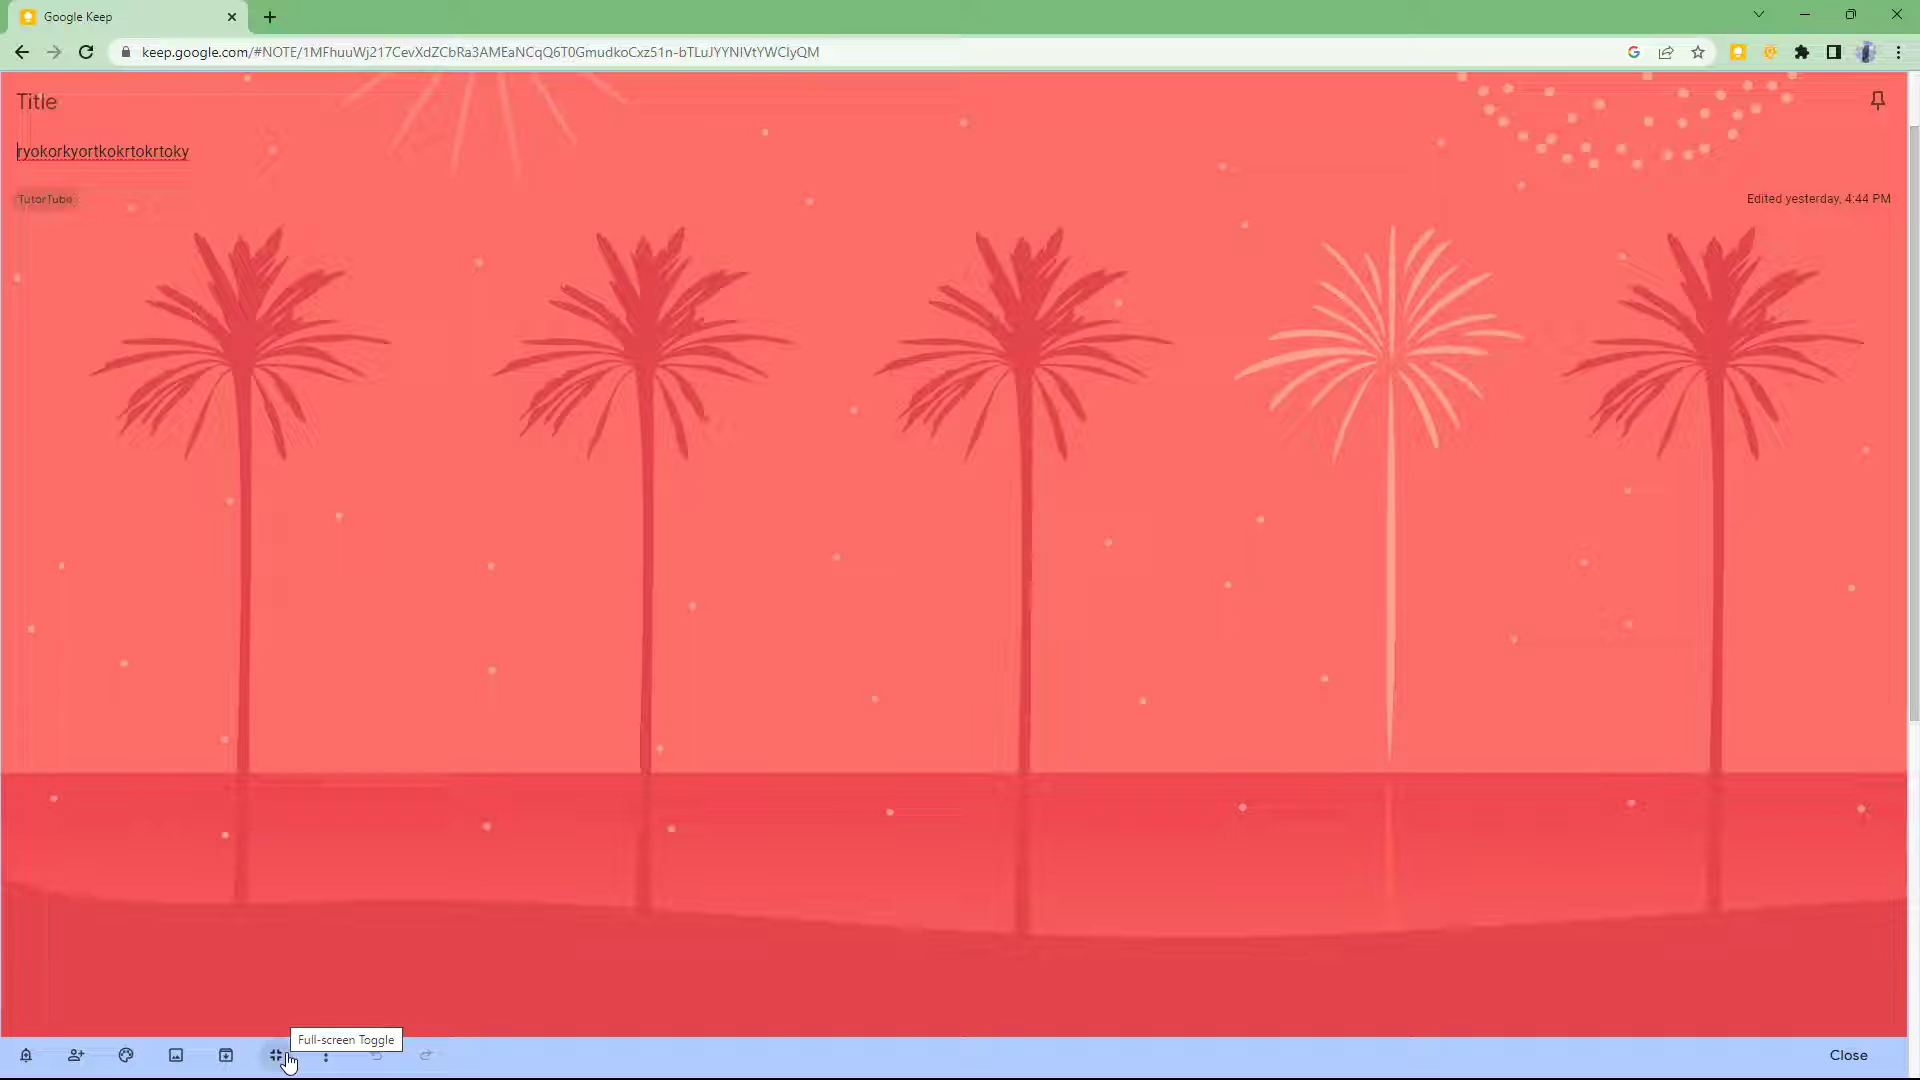 Google Keep
keep.google.com/#NOTE/1MFhuuWj217CevXdZCbRa3AMEaNCqQ6T0GmudkoCxz51n-bTLuJYYNIVtYWClyQM
Title
ryokorkyortkokrtokrtoky
TutorTube
Edited yesterday, 4:44 PM
Full-screen Toggle
Close